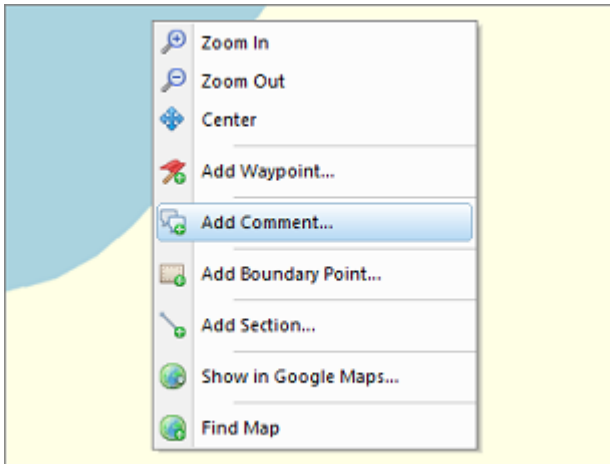 Zoom In
Zoom Out
Center
Add Waypoint...
Add Comment...
Add Boundary Point...
Add Section...
Show in Google Maps...
Find Map